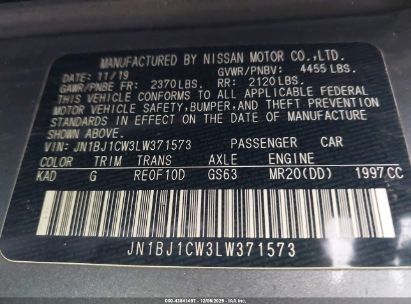 MANUFACTURED BY NISSAN MOTOR CO.,LTD.
DATE: 11/19 GVWR/PNBV: 4455 LBS.
GAWR/PNBE FR: 2370LBS. RR: 2120LBS.
THIS VEHICLE CONFORMS TO ALL APPLICABLE FEDERAL
MOTOR VEHICLE SAFETY, BUMPER, AND THEFT PREVENTION
STANDARDS IN EFFECT ON THE DATE OF MANUFACTURE
SHOWN ABOVE.
VIN: JN1BJ1CW3LW371573 PASSENGER CAR
COLOR TRIM TRANS AXLE ENGINE
KAD G RE0F10D GS63 MR20(DD) 1997CC
JN1BJ1CW3LW371573